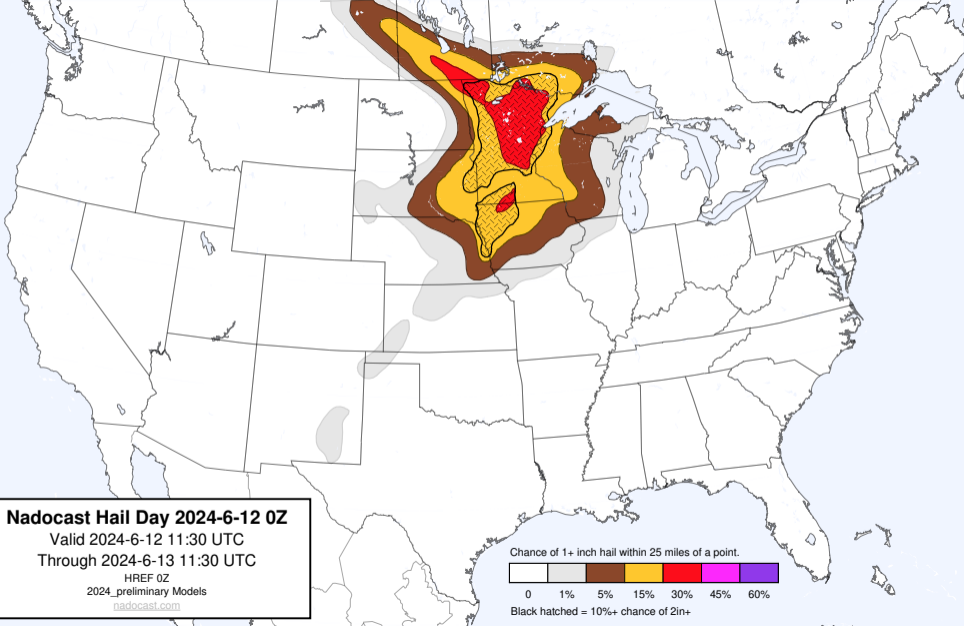 Nadocast Hail Day 2024-6-12 0Z
Valid 2024-6-12 11:30 UTC
Through 2024-6-13 11:30 UTC
HREF 0Z
2024_preliminary Models
nadocast.com
Chance of 1+ inch hail within 25 miles of a point.
0 1% 5% 15% 30% 45% 60%
Black hatched = 10%+ chance of 2in+